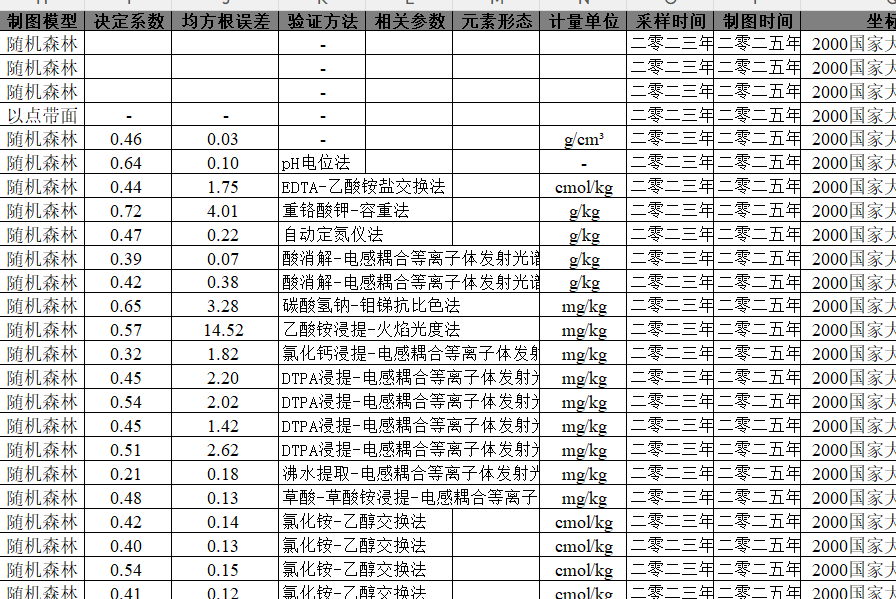 制图模型 决定系数 均方根误差 验证方法 相关参数 元素形态 计量单位 采样时间 制图时间 坐标
随机森林 - 二零二三年 二零二五年 2000国家大
随机森林 - 二零二三年 二零二五年 2000国家大
随机森林 - 二零二三年 二零二五年 2000国家大
以点带面 - - - 二零二三年 二零二五年 2000国家大
随机森林 0.46 0.03 - g/cm³ 二零二三年 二零二五年 2000国家大
随机森林 0.64 0.10 pH电位法 - 二零二三年 二零二五年 2000国家大
随机森林 0.44 1.75 EDTA-乙酸铵盐交换法 cmol/kg 二零二三年 二零二五年 2000国家大
随机森林 0.72 4.01 重铬酸钾-容重法 g/kg 二零二三年 二零二五年 2000国家大
随机森林 0.47 0.22 自动定氮仪法 g/kg 二零二三年 二零二五年 2000国家大
随机森林 0.39 0.07 酸消解-电感耦合等离子体发射光谱 g/kg 二零二三年 二零二五年 2000国家大
随机森林 0.42 0.38 酸消解-电感耦合等离子体发射光谱 g/kg 二零二三年 二零二五年 2000国家大
随机森林 0.65 3.28 碳酸氢钠-钼锑抗比色法 mg/kg 二零二三年 二零二五年 2000国家大
随机森林 0.57 14.52 乙酸铵浸提-火焰光度法 mg/kg 二零二三年 二零二五年 2000国家大
随机森林 0.32 1.82 氯化钙浸提-电感耦合等离子体发射 mg/kg 二零二三年 二零二五年 2000国家大
随机森林 0.45 2.20 DTPA浸提-电感耦合等离子体发射光 mg/kg 二零二三年 二零二五年 2000国家大
随机森林 0.54 2.02 DTPA浸提-电感耦合等离子体发射光 mg/kg 二零二三年 二零二五年 2000国家大
随机森林 0.45 1.42 DTPA浸提-电感耦合等离子体发射光 mg/kg 二零二三年 二零二五年 2000国家大
随机森林 0.51 2.62 DTPA浸提-电感耦合等离子体发射光 mg/kg 二零二三年 二零二五年 2000国家大
随机森林 0.21 0.18 沸水提取-电感耦合等离子体发射光 mg/kg 二零二三年 二零二五年 2000国家大
随机森林 0.48 0.13 草酸-草酸铵浸提-电感耦合等离子 mg/kg 二零二三年 二零二五年 2000国家大
随机森林 0.42 0.14 氯化铵-乙醇交换法 cmol/kg 二零二三年 二零二五年 2000国家大
随机森林 0.40 0.13 氯化铵-乙醇交换法 cmol/kg 二零二三年 二零二五年 2000国家大
随机森林 0.54 0.15 氯化铵-乙醇交换法 cmol/kg 二零二三年 二零二五年 2000国家大
随机森林 0.41 0.12 氯化铵-乙醇交换法 cmol/kg 二零二三年 二零二五年 2000国家大